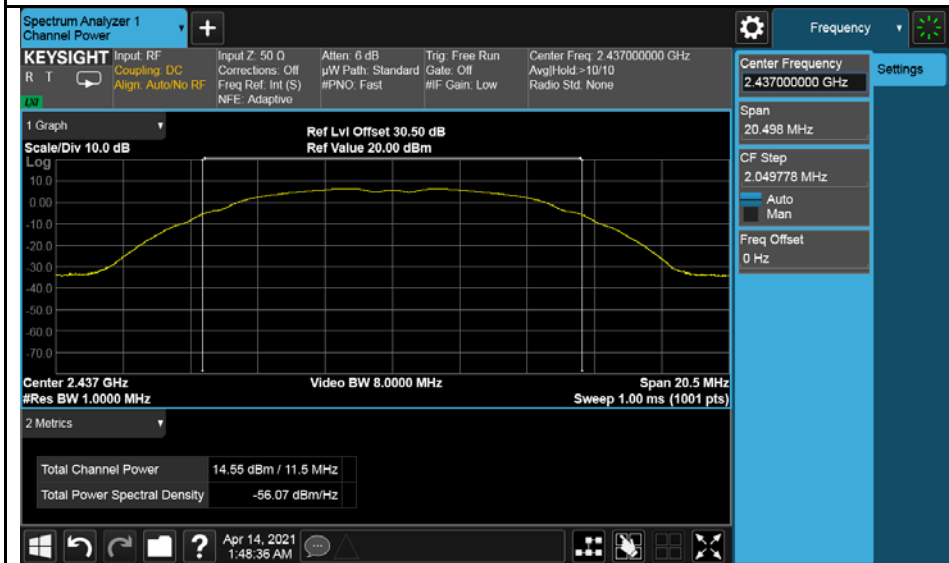 Spectrum Analyzer 1
Channel Power
+
Frequency
KEYSIGHT
R T
LXI
Input: RF
Coupling: DC
Align: Auto/No RF
Input Z: 50 Ω
Corrections: Off
Freq Ref: Int (S)
NFE: Adaptive
Atten: 6 dB
µW Path: Standard
#PNO: Fast
Trig: Free Run
Gate: Off
#IF Gain: Low
Center Freq: 2.437000000 GHz
Avg|Hold:>10/10
Radio Std: None
Center Frequency
2.437000000 GHz
Settings
Span
20.498 MHz
CF Step
2.049778 MHz
Auto
Man
Freq Offset
0 Hz
1 Graph
Scale/Div 10.0 dB
Ref Lvl Offset 30.50 dB
Ref Value 20.00 dBm
Log
10.0
0.00
-10.0
-20.0
-30.0
-40.0
-50.0
-60.0
-70.0
Center 2.437 GHz
#Res BW 1.0000 MHz
Video BW 8.0000 MHz
Span 20.5 MHz
Sweep 1.00 ms (1001 pts)
2 Metrics
Total Channel Power 14.55 dBm / 11.5 MHz
Total Power Spectral Density -56.07 dBm/Hz
?
Apr 14, 2021
1:48:36 AM